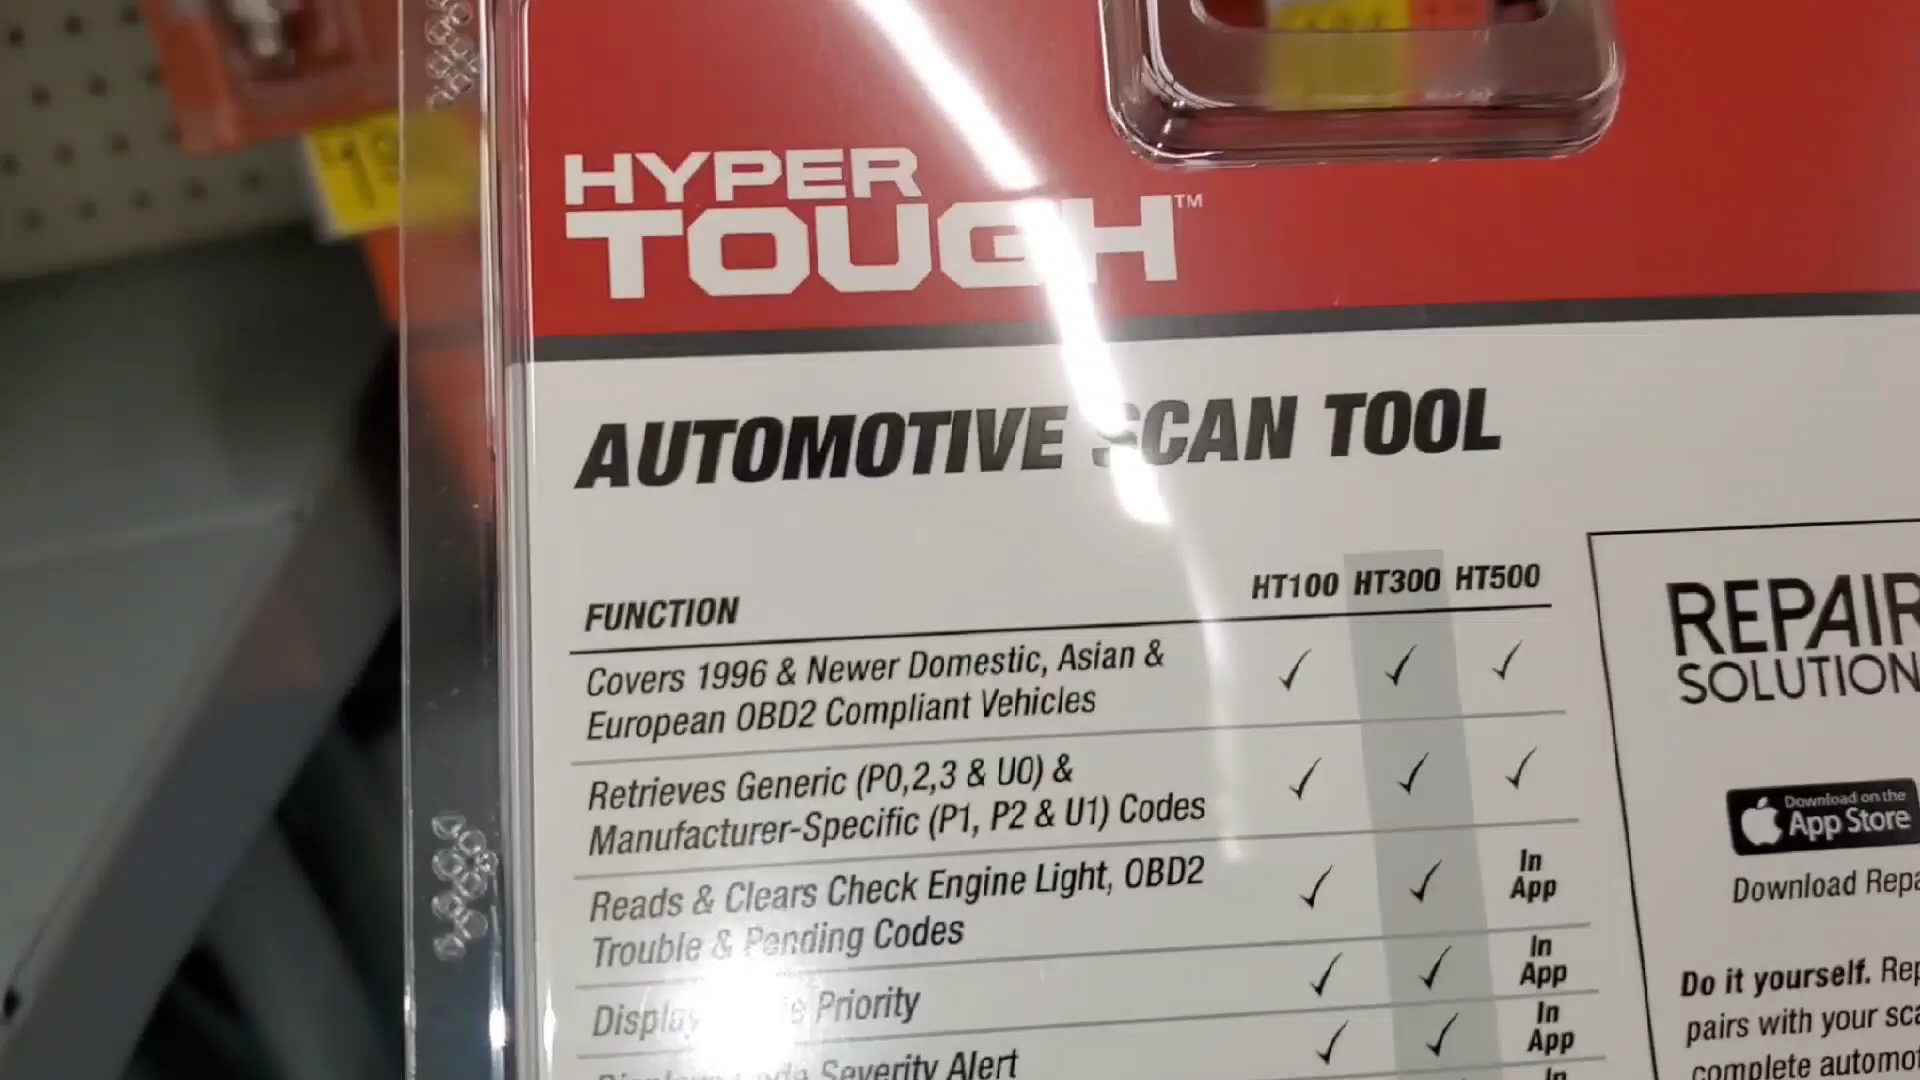 HYPER
TOUGH™
AUTOMOTIVE SCAN TOOL
FUNCTION HT100 HT300 HT500
Covers 1996 & Newer Domestic, Asian &
European OBD2 Compliant Vehicles ✓ ✓ ✓
Retrieves Generic (P0,2,3 & U0) &
Manufacturer-Specific (P1, P2 & U1) Codes ✓ ✓ ✓
Reads & Clears Check Engine Light, OBD2
Trouble & Pending Codes ✓ ✓ In App
Priority ✓ ✓ In App
Severity Alert ✓ ✓ In App
In
REPAIR
SOLUTION
Download on the
App Store
Download Repa
Do it yourself. Rep
pairs with your sca
complete automot